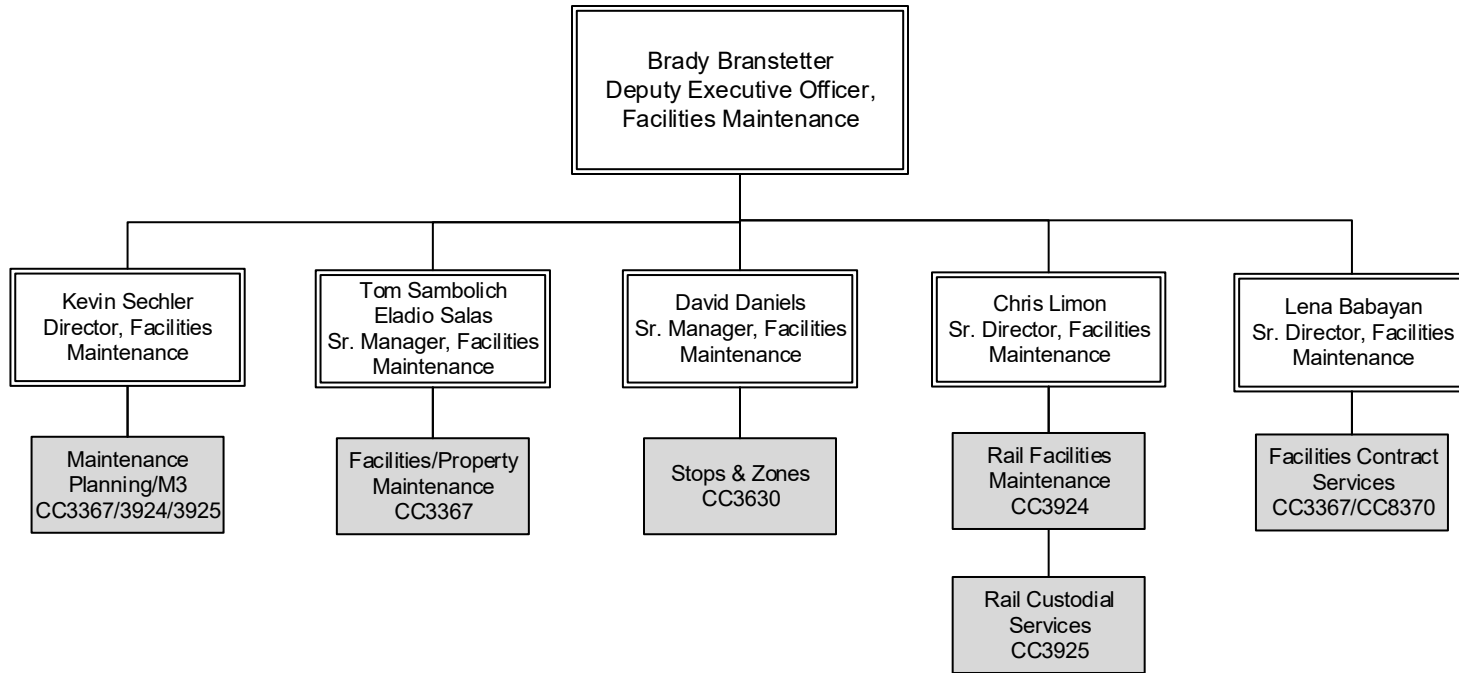 Brady Branstetter
Deputy Executive Officer,
Facilities Maintenance
Kevin Sechler
Director, Facilities
Maintenance
Tom Sambolich
Eladio Salas
Sr. Manager, Facilities
Maintenance
David Daniels
Sr. Manager, Facilities
Maintenance
Chris Limon
Sr. Director, Facilities
Maintenance
Lena Babayan
Sr. Director, Facilities
Maintenance
Maintenance
Planning/M3
CC3367/3924/3925
Facilities/Property
Maintenance
CC3367
Stops & Zones
CC3630
Rail Facilities
Maintenance
CC3924
Facilities Contract
Services
CC3367/CC8370
Rail Custodial
Services
CC3925